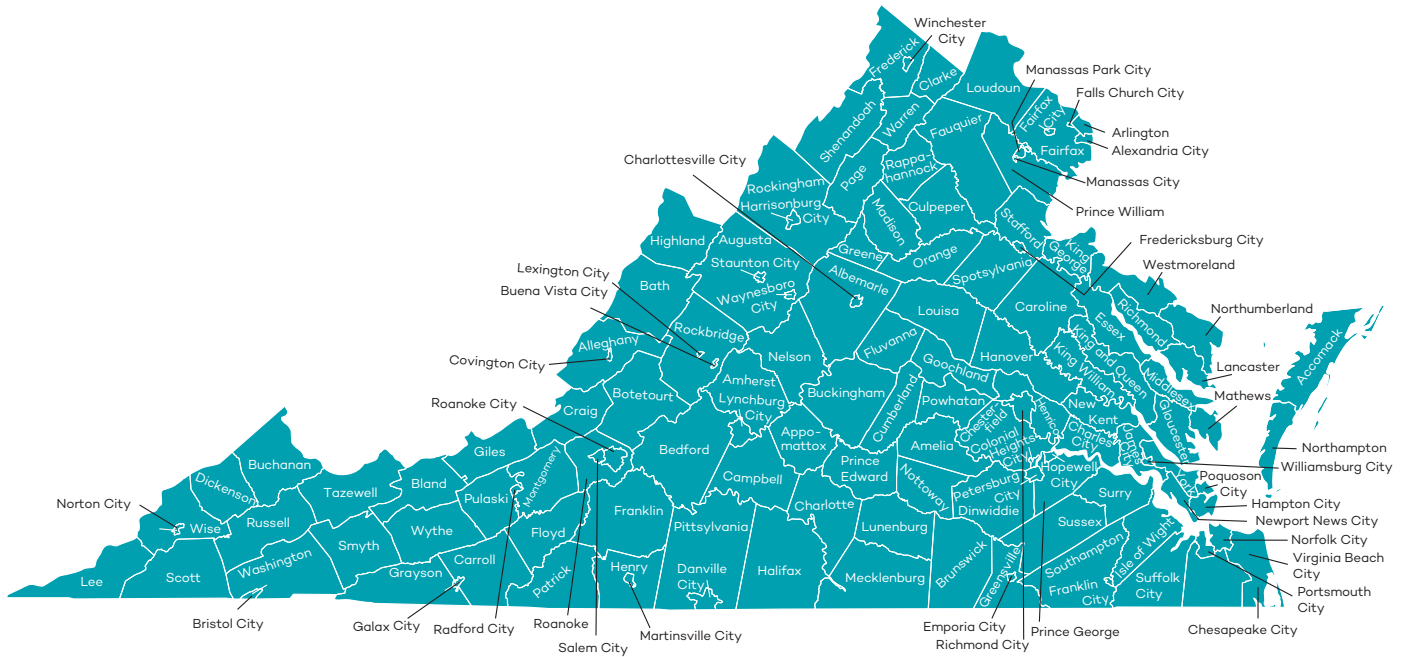 Winchester
City
Frederick
Clarke
Loudoun
Manassas Park City
Falls Church City
Fairfax
City
Arlington
Alexandria City
Fairfax
Manassas City
Prince William
Shenandoah
Warren
Fauquier
Charlottesville City
Page
Rappa-
hannock
Rockingham
Harrisonburg
City
Madison
Culpeper
Stafford
King
George
Fredericksburg City
Westmoreland
Highland
Augusta
Greene
Orange
Spotsylvania
Staunton City
Lexington City
Buena Vista City
Bath
Waynesboro
City
Albemarle
Caroline
Northumberland
Louisa
Richmond
Essex
Rockbridge
Alleghany
Covington City
Nelson
Fluvanna
Goochland
Hanover
King and Queen
King William
Lancaster
Middlesex
Mathews
Accomack
Botetourt
Amherst
Lynchburg
City
Buckingham
Cumberland
Powhatan
Henrico
New
Kent
Gloucester
Roanoke City
Craig
Chester
field
Charles
City
James
City
Northampton
Williamsburg City
Appo-
mattox
Amelia
Colonial
Heights
City
Giles
Bedford
Montgomery
Buchanan
Dickenson
Tazewell
Bland
Pulaski
Campbell
Prince
Edward
Nottoway
Hopewell
City
York
Poquoson
City
Hampton City
Newport News City
Petersburg
City
Dinwiddie
Surry
Norton City
Wise
Russell
Wythe
Floyd
Franklin
Pittsylvania
Charlotte
Lunenburg
Sussex
Norfolk City
Virginia Beach
City
Portsmouth
City
Smyth
Washington
Carroll
Southampton
Isle of Wight
Lee
Scott
Grayson
Patrick
Henry
Danville
City
Halifax
Mecklenburg
Brunswick
Greensville
Franklin
City
Suffolk
City
Bristol City
Galax City
Radford City
Roanoke
Salem City
Martinsville City
Emporia City
Richmond City
Prince George
Chesapeake City